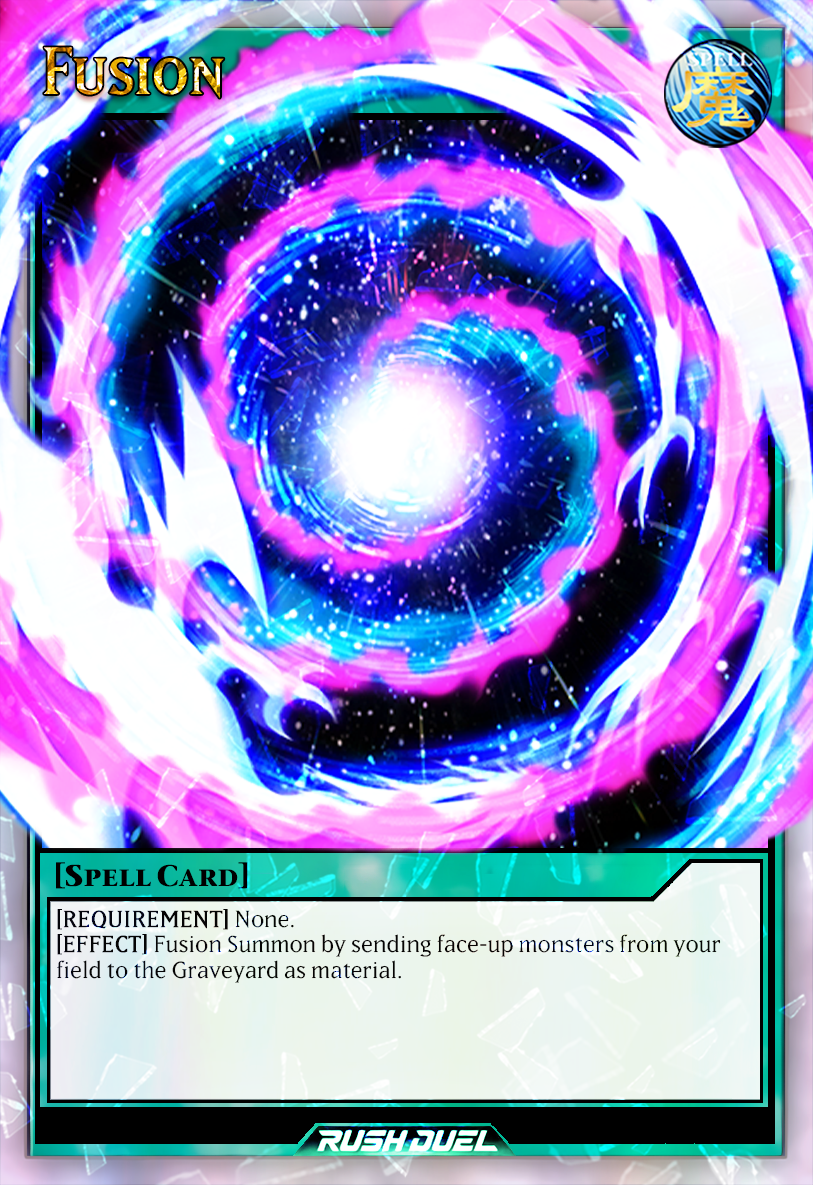 Fusion
SPELL
魔
[Spell Card]
[REQUIREMENT] None.
[EFFECT] Fusion Summon by sending face-up monsters from your
field to the Graveyard as material.
RUSH DUEL